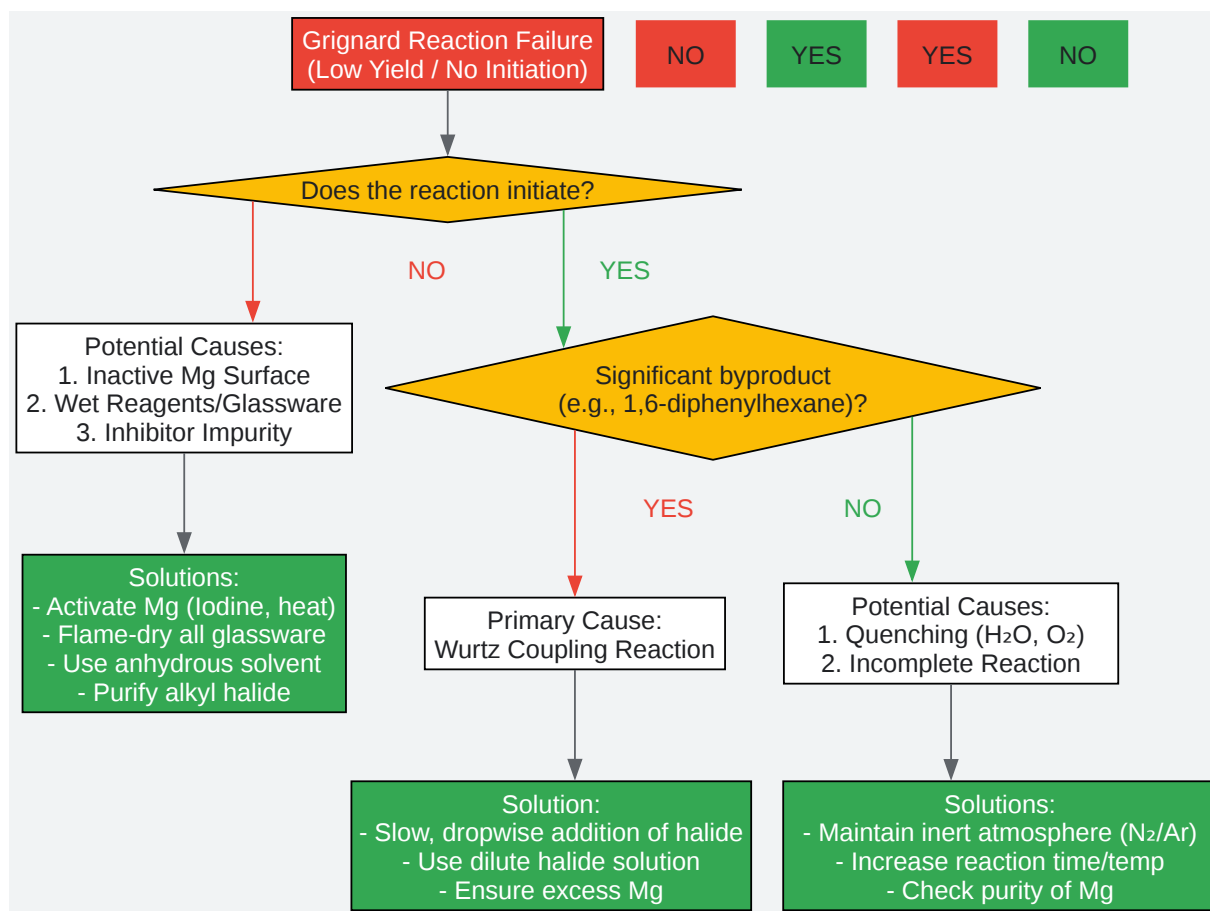 Grignard Reaction Failure
(Low Yield / No Initiation)
NO
YES
YES
NO
Does the reaction initiate?
NO
YES
Potential Causes:
1. Inactive Mg Surface
2. Wet Reagents/Glassware
3. Inhibitor Impurity
Significant byproduct
(e.g., 1,6-diphenylhexane)?
YES
NO
Solutions:
- Activate Mg (Iodine, heat)
- Flame-dry all glassware
- Use anhydrous solvent
- Purify alkyl halide
Primary Cause:
Wurtz Coupling Reaction
Potential Causes:
1. Quenching (H₂O, O₂)
2. Incomplete Reaction
Solution:
- Slow, dropwise addition of halide
- Use dilute halide solution
- Ensure excess Mg
Solutions:
- Maintain inert atmosphere (N₂/Ar)
- Increase reaction time/temp
- Check purity of Mg